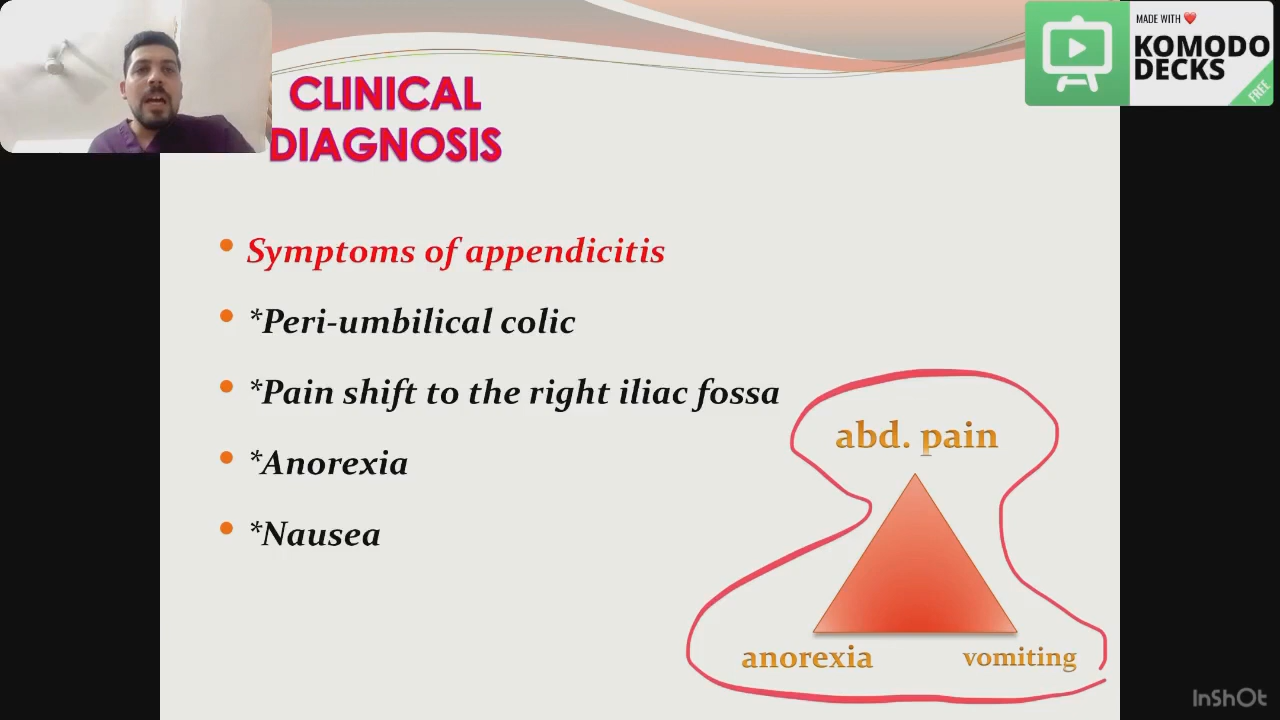 MADE WITH ❤️
KOMODO
DECKS
FREE
CLINICAL
DIAGNOSIS
• Symptoms of appendicitis
• *Peri-umbilical colic
• *Pain shift to the right iliac fossa
• *Anorexia
• *Nausea
abd. pain
anorexia
vomiting
InShOt